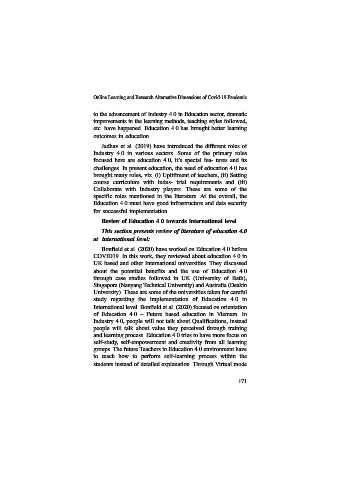 Online Learning and Research Alternative Dimensions of Covid-19 Pandemic
to the advancement of Industry 4.0 in Education sector, dramatic
improvements in the learning methods, teaching styles followed,
etc. have happened. Education 4.0 has brought better learning
outcomes in education.
Jadhav et al. (2019) have introduced the different roles of
Industry 4.0 in various sectors. Some of the primary roles
focused here are education 4.0, it's special fea- tures and its
challenges. In present education, the need of education 4.0 has
brought many roles, viz. (i) Upliftment of teachers, (ii) Setting
course curriculum with indus- trial requirements and (iii)
Collaborate with Industry players. These are some of the
specific roles mentioned in the literature. At the overall, the
Education 4.0 must have good infrastructure and data security
for successful implementation.
Review of Education 4.0 towards international level
This section presents review of literature of education 4.0
at international level;
Bonfield et al. (2020) have worked on Education 4.0 before
COVID19. In this work, they reviewed about education 4.0 in
UK based and other International universities. They discussed
about the potential benefits and the use of Education 4.0
through case studies followed in UK (University of Bath),
Singapore (Nanyang Technical University) and Australia (Deakin
University). These are some of the universities taken for careful
study regarding the implementation of Education 4.0 in
International level. Bonfield et al. (2020) focused on orientation
of Education 4.0 – Future based education in Vietnam. In
Industry 4.0, people will not talk about Qualifications, instead
people will talk about value they perceived through training
and learning process. Education 4.0 tries to have more focus on
self-study, self-empowerment and creativity from all learning
groups. The future Teachers in Education 4.0 environment have
to teach how to perform self-learning process within the
students instead of detailed explanation. Through Virtual mode
171